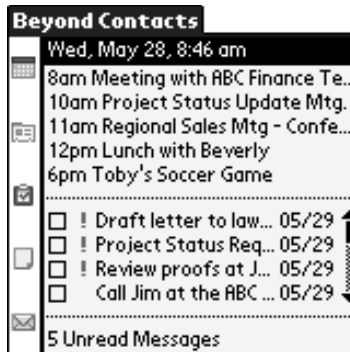 Beyond Contacts
Wed, May 28, 8:46 am
8am Meeting with ABC Finance Te...
10am Project Status Update Mtg.
11am Regional Sales Mtg - Confe...
12pm Lunch with Beverly
6pm Toby's Soccer Game
! Draft letter to law... 05/29
! Project Status Req... 05/29
! Review proofs at J... 05/29
Call Jim at the ABC ... 05/29
5 Unread Messages